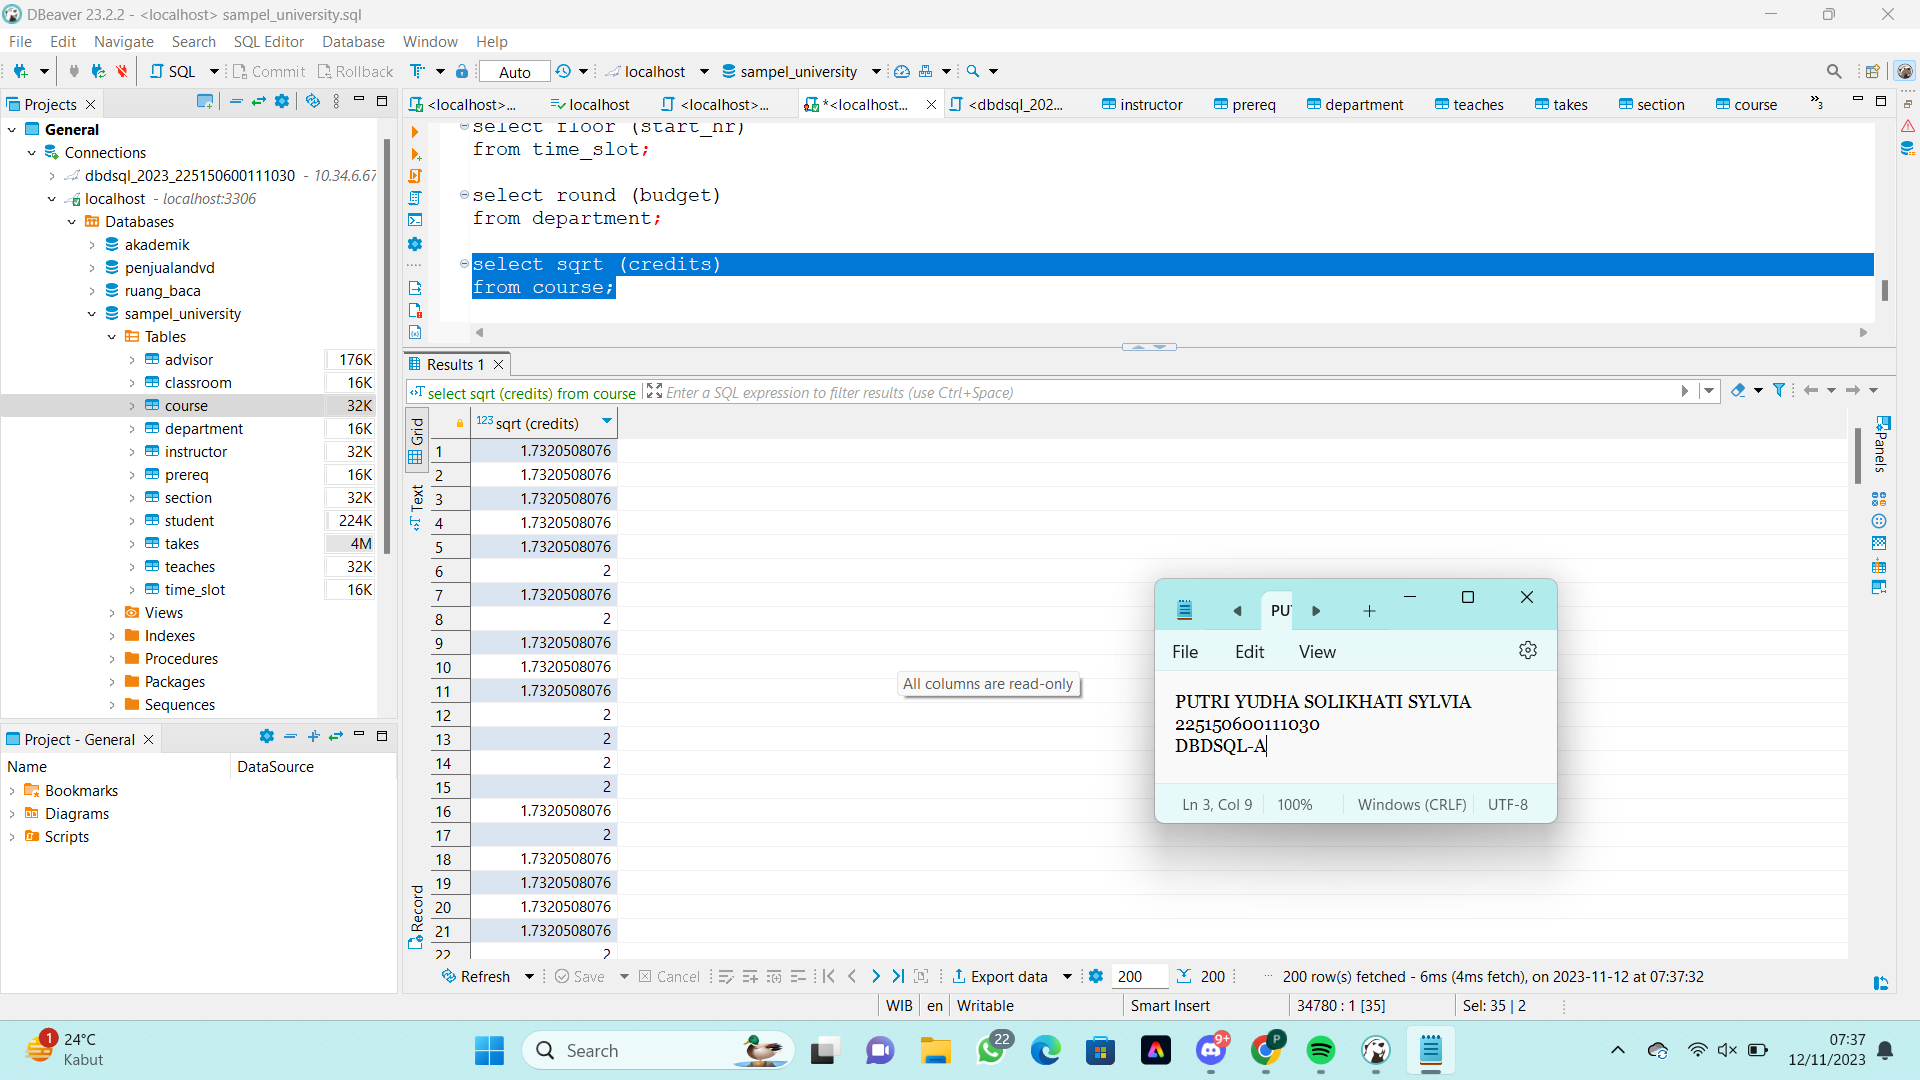 DBeaver 23.2.2 - <localhost> sampel_university.sql
File Edit Navigate Search SQL Editor Database Window Help
SQL Commit Rollback Auto localhost sampel_university
Projects
<localhost>... localhost <localhost>... *<localhost... <dbdsql_202... instructor prereq department teaches takes section course »3
General
Connections
dbdsql_2023_225150600111030 - 10.34.6.67
localhost - localhost:3306
Databases
akademik
penjualandvd
ruang_baca
sampel_university
Tables
advisor 176K
classroom 16K
course 32K
department 16K
instructor 32K
prereq 16K
section 32K
student 224K
takes 4M
teaches 32K
time_slot 16K
Views
Indexes
Procedures
Packages
Sequences
Project - General
Name DataSource
Bookmarks
Diagrams
Scripts
select floor (start_hr)
from time_slot;
select round (budget)
from department;
select sqrt (credits)
from course;
Results 1
select sqrt (credits) from course Enter a SQL expression to filter results (use Ctrl+Space)
Grid
Text
Record
Panels
123 sqrt (credits)
1 1.7320508076
2 1.7320508076
3 1.7320508076
4 1.7320508076
5 1.7320508076
6 2
7 1.7320508076
8 2
9 1.7320508076
10 1.7320508076
11 1.7320508076
12 2
13 2
14 2
15 2
16 1.7320508076
17 2
18 1.7320508076
19 1.7320508076
20 1.7320508076
21 1.7320508076
22 2
All columns are read-only
PU
File Edit View
PUTRI YUDHA SOLIKHATI SYLVIA
225150600111030
DBDSQL-A
Ln 3, Col 9 100% Windows (CRLF) UTF-8
Refresh Save Cancel Export data 200 200 200 row(s) fetched - 6ms (4ms fetch), on 2023-11-12 at 07:37:32
WIB en Writable Smart Insert 34780 : 1 [35] Sel: 35 | 2
1 24°C
Kabut
Search
22
9+
P
07:37
12/11/2023